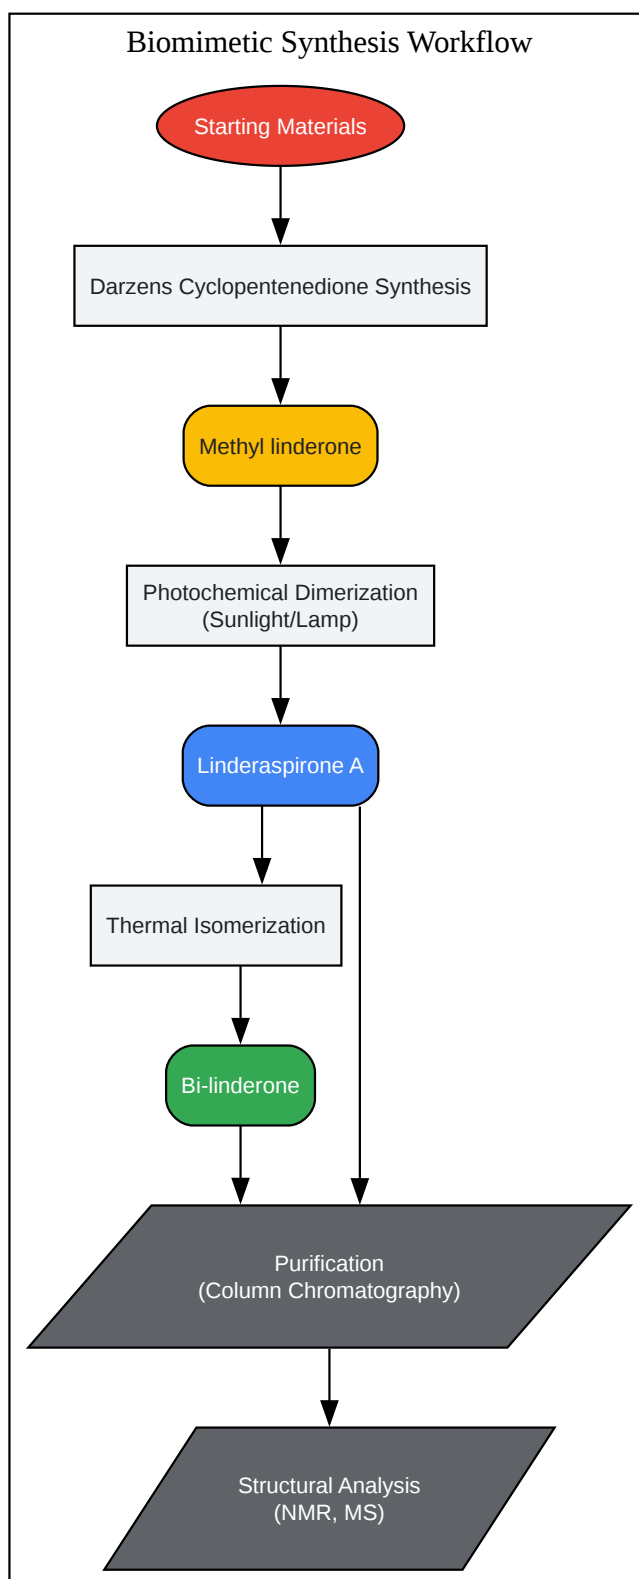 Biomimetic Synthesis Workflow
Starting Materials
Darzens Cyclopentenedione Synthesis
Methyl linderone
Photochemical Dimerization
(Sunlight/Lamp)
Linderaspirone A
Thermal Isomerization
Bi-linderone
Purification
(Column Chromatography)
Structural Analysis
(NMR, MS)